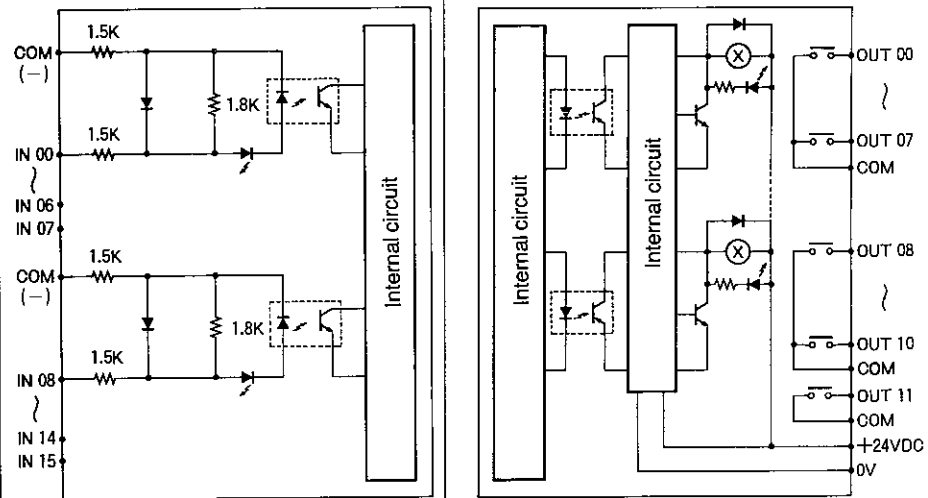 1.5K
COM
(−)
1.8K
1.5K
IN 00
IN 06
IN 07
1.5K
COM
(−)
1.8K
1.5K
IN 08
IN 14
IN 15
Internal circuit
Internal circuit
Internal circuit
OUT 00
OUT 07
COM
OUT 08
OUT 10
COM
OUT 11
COM
+24VDC
0V